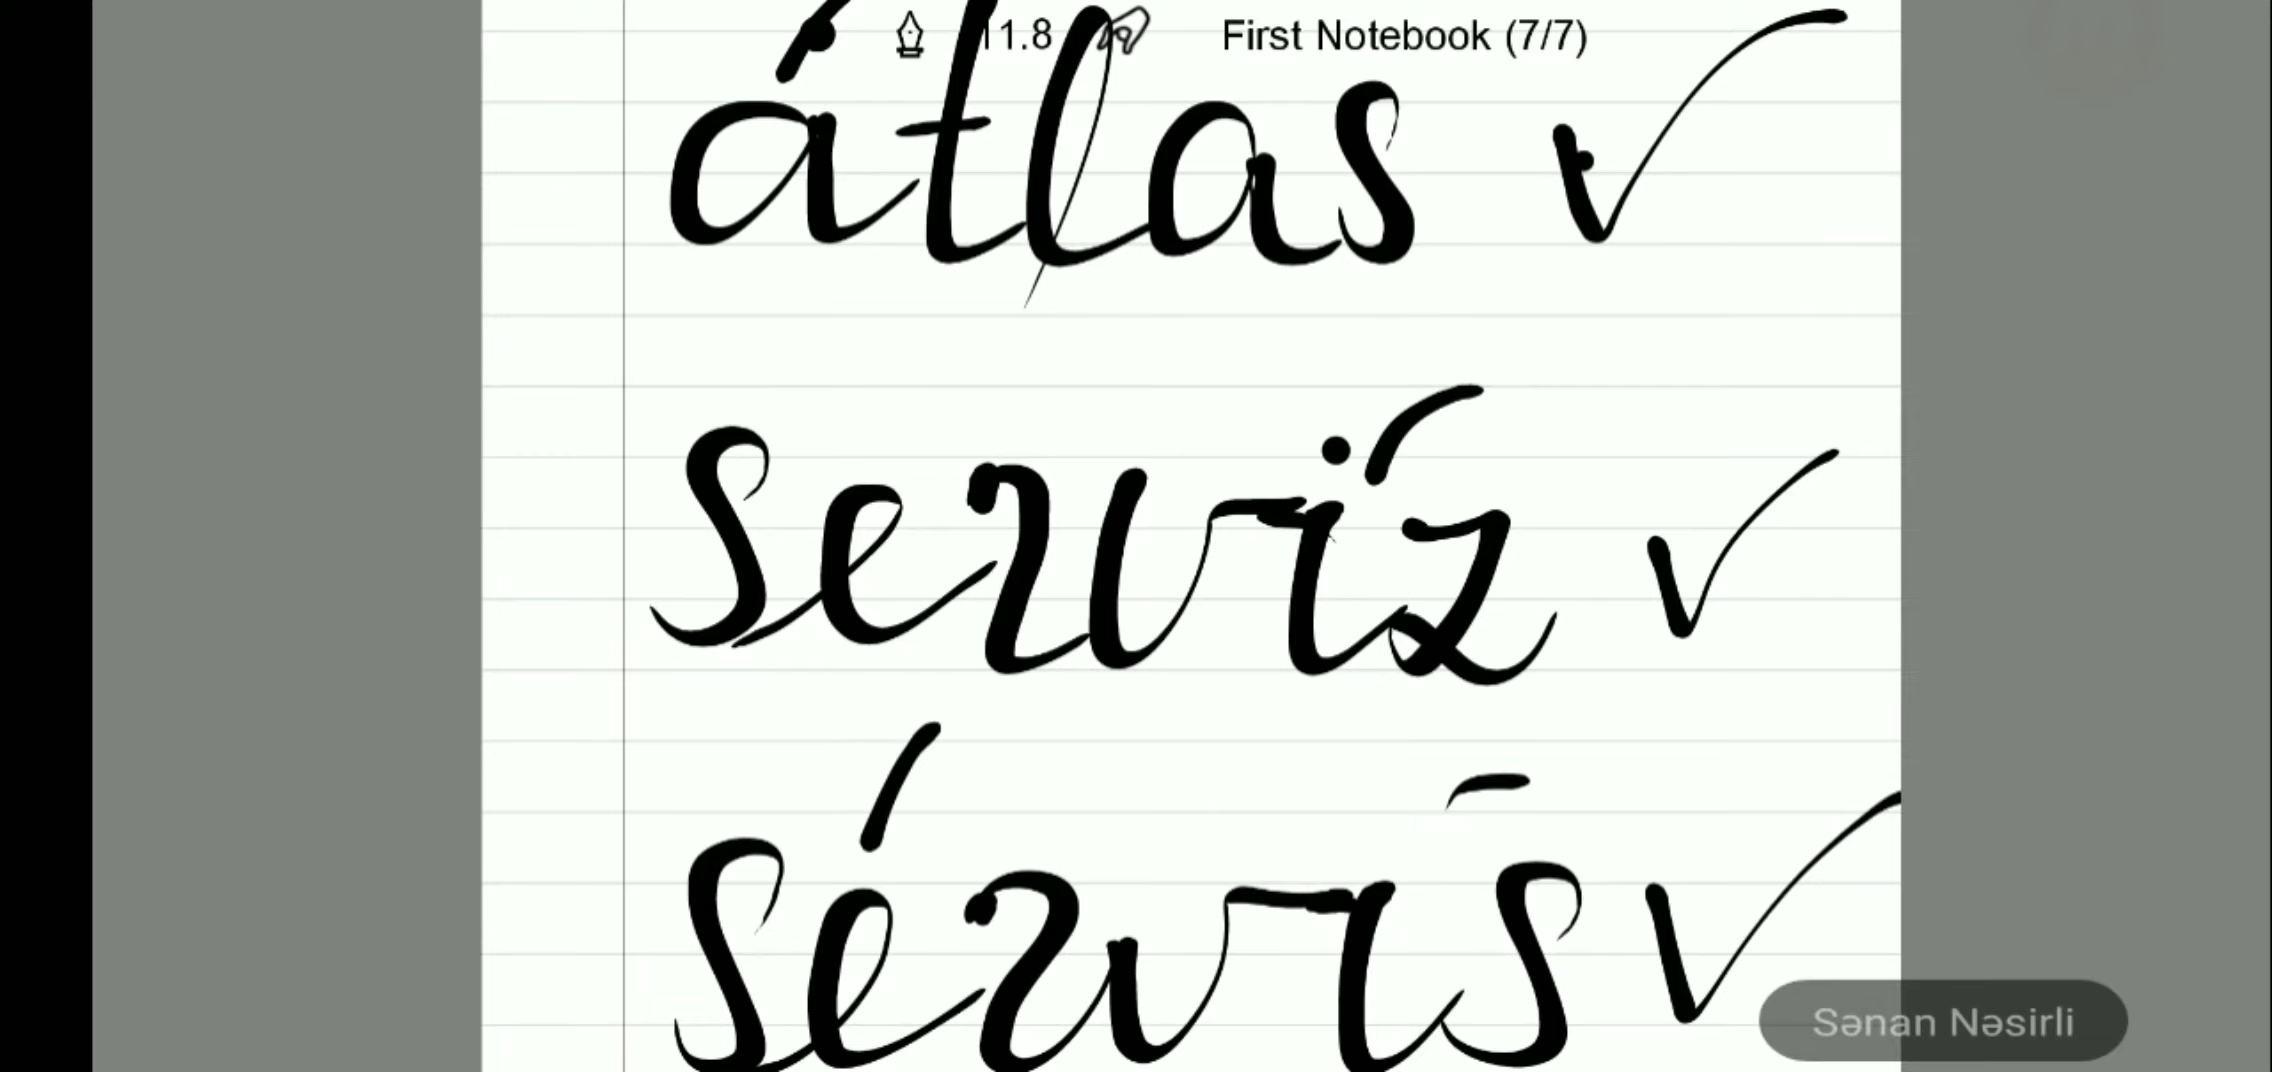 11.8 First Notebook (7/7)
átlas ✓
servíz ✓
sérvis ✓
Sənan Nəsirli